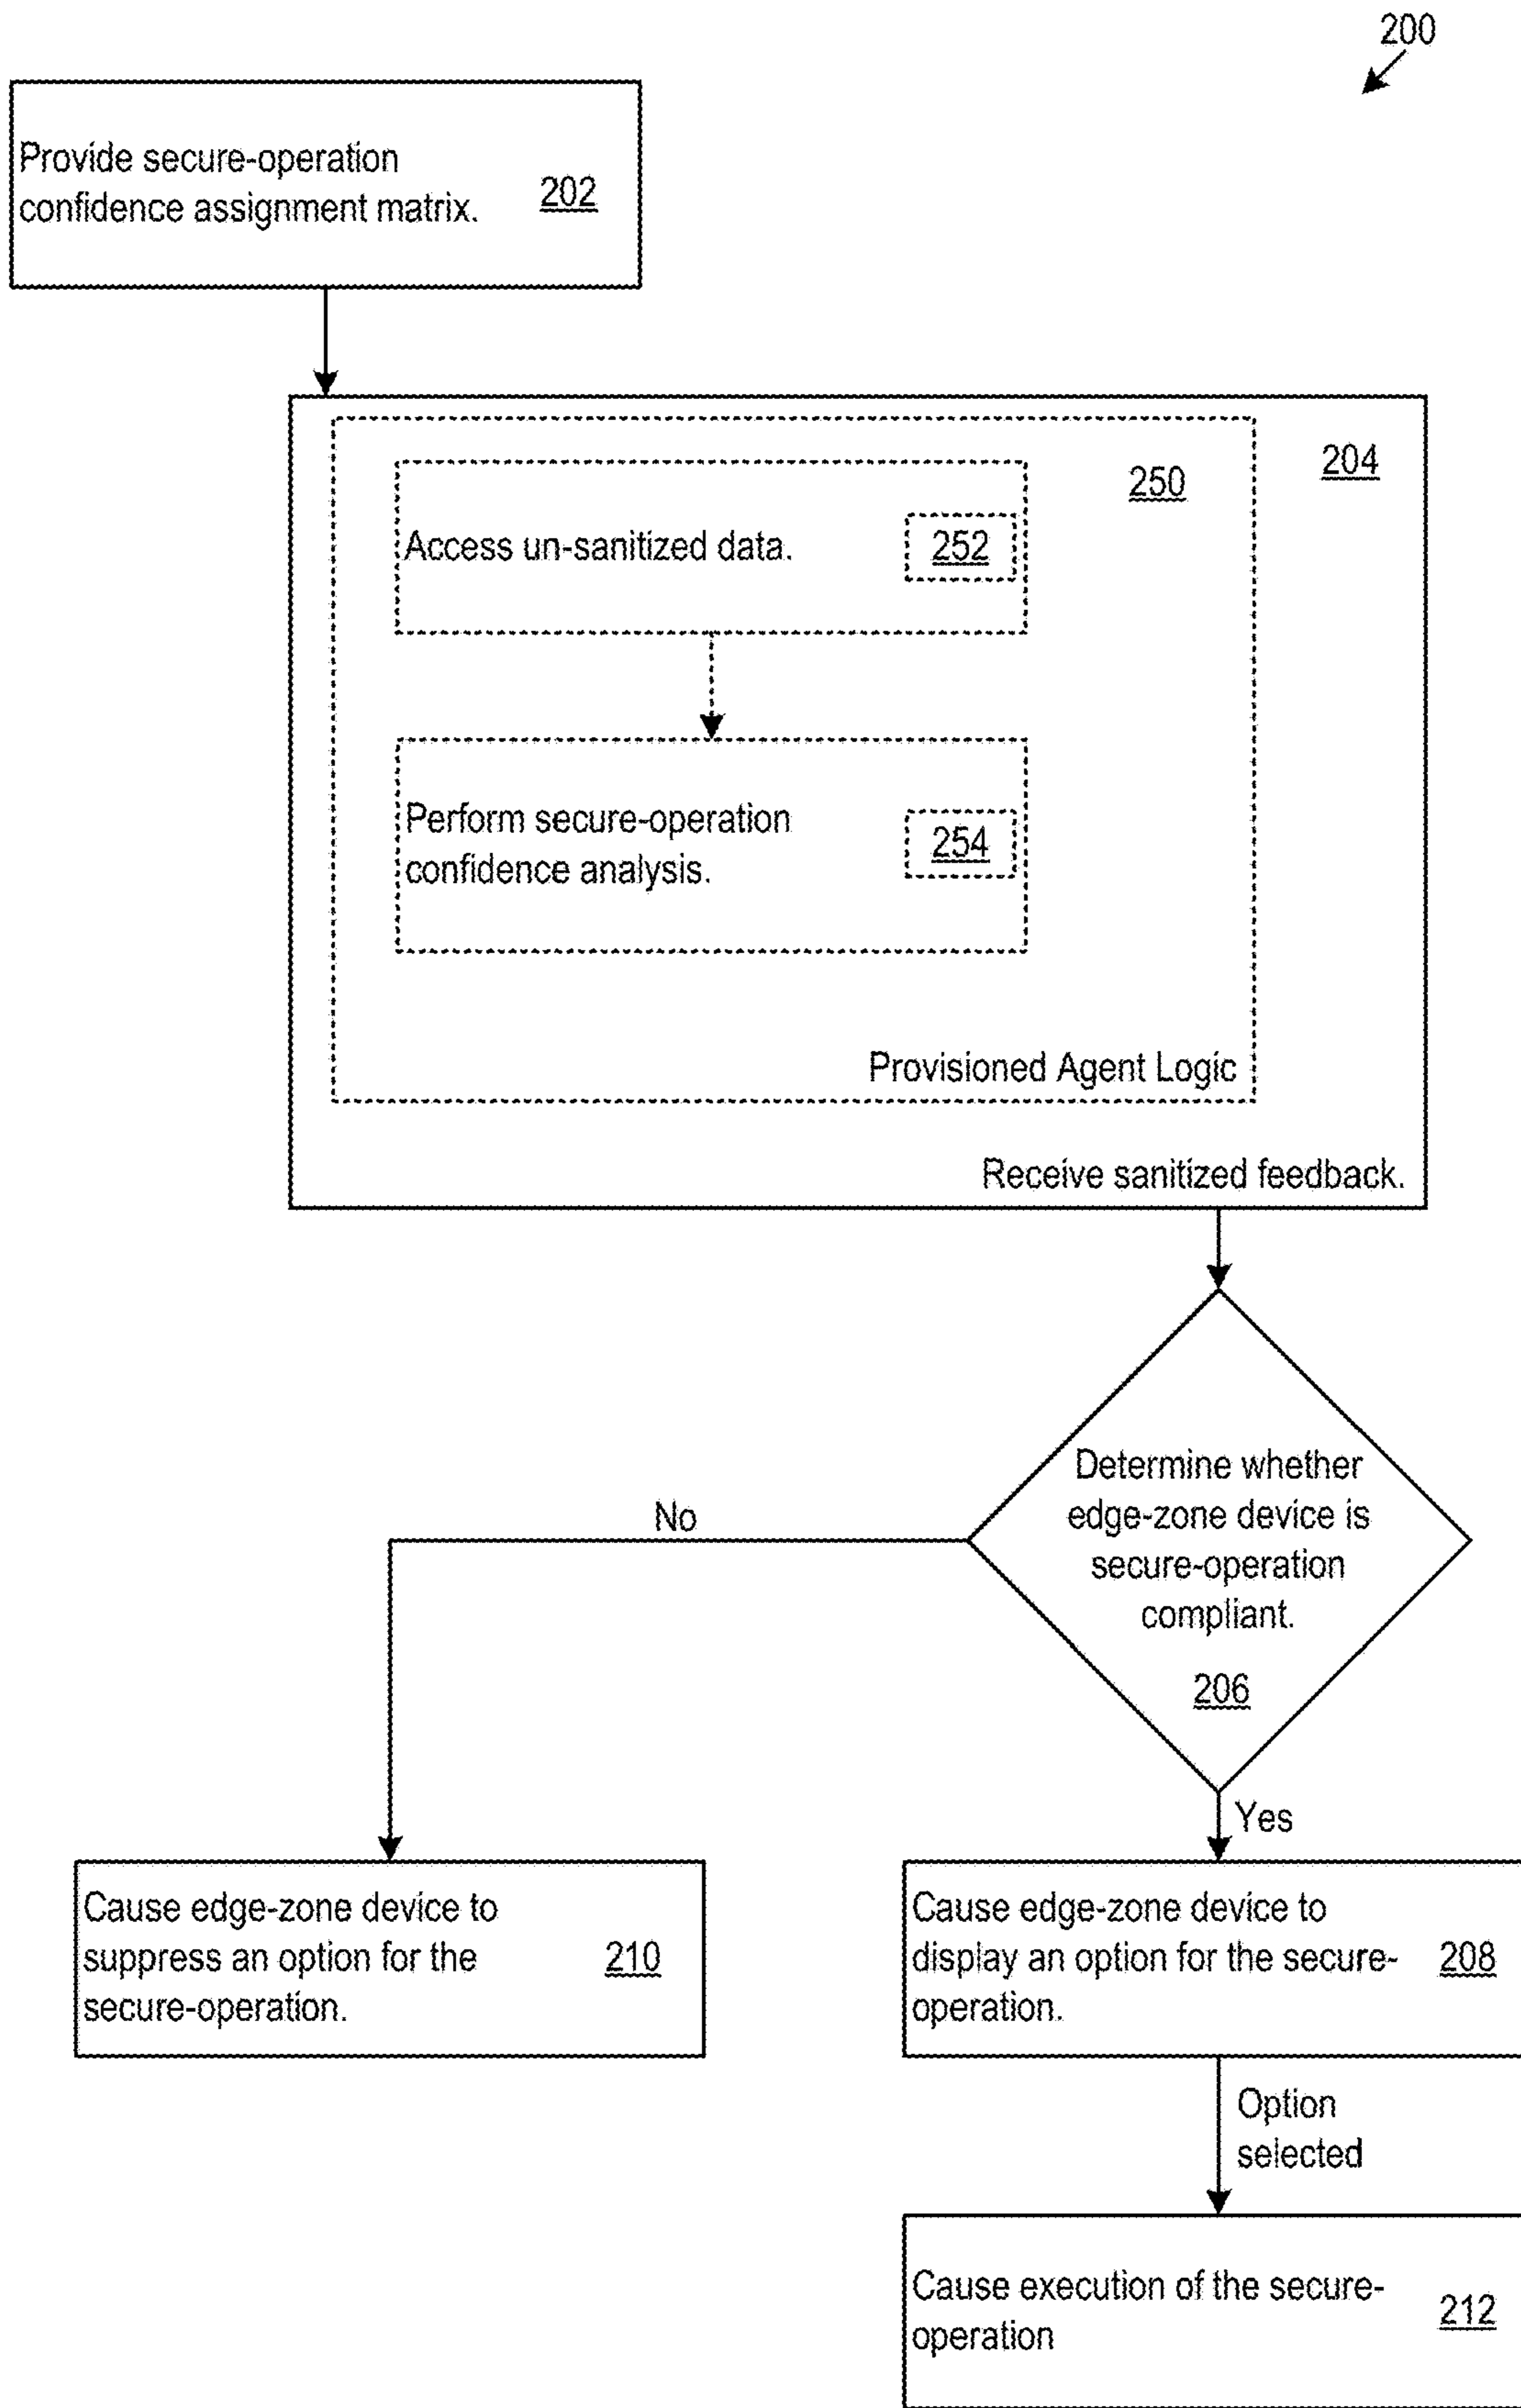 200
Provide secure-operation
confidence assignment matrix.
202
204
250
Access un-sanitized data.
252
Perform secure-operation
confidence analysis.
254
Provisioned Agent Logic
Receive sanitized feedback.
Determine whether
edge-zone device is
secure-operation
compliant.
206
No
Yes
Cause edge-zone device to
suppress an option for the
secure-operation.
210
Cause edge-zone device to
display an option for the secure-
operation.
208
Option
selected
Cause execution of the secure-
operation
212